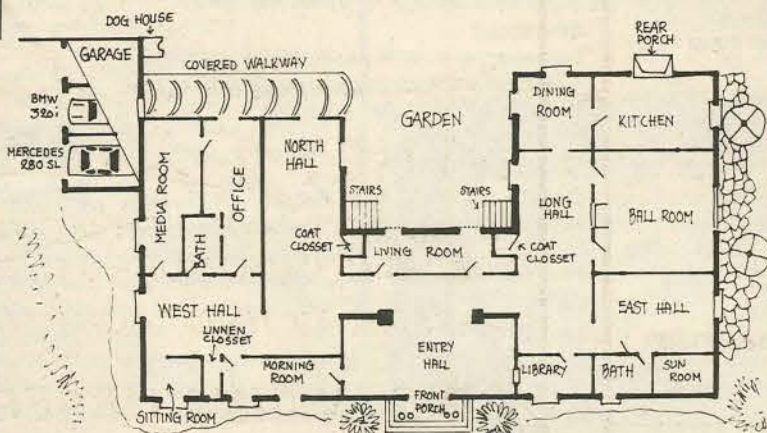 DOG HOUSE
GARAGE
COVERED WALKWAY
REAR
PORCH
BMW
320i
MERCEDES
280 SL
DINING
ROOM
KITCHEN
GARDEN
NORTH
HALL
MEDIA ROOM
OFFICE
BATH
STAIRS
STAIRS
LONG
HALL
BALL ROOM
COAT
CLOSSET
LIVING ROOM
COAT
CLOSSET
WEST HALL
EAST HALL
LINNEN
CLOSSET
MORNING
ROOM
ENTRY
HALL
LIBRARY
BATH
SUN
ROOM
FRONT
PORCH
SITTING ROOM